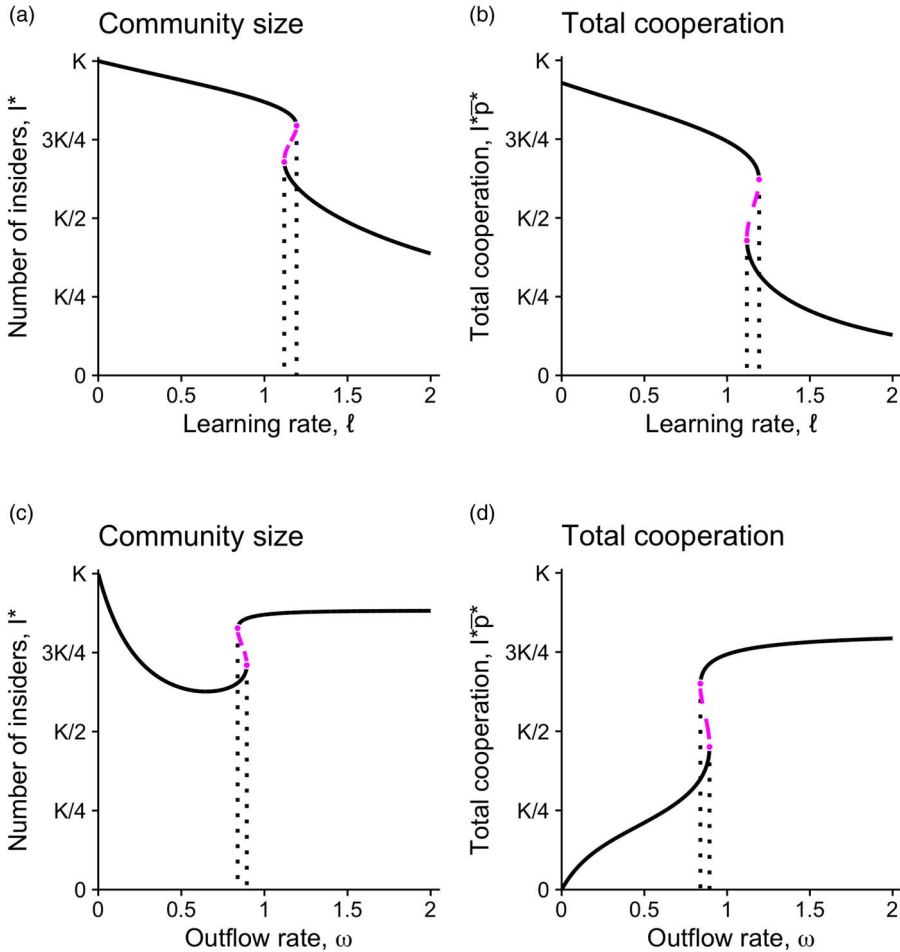 (a)
Community size
Number of insiders, I*
K
3K/4
K/2
K/4
0
0 0.5 1 1.5 2
Learning rate, ℓ
(b)
Total cooperation
Total cooperation, I*p̅*
K
3K/4
K/2
K/4
0
0 0.5 1 1.5 2
Learning rate, ℓ
(c)
Community size
Number of insiders, I*
K
3K/4
K/2
K/4
0
0 0.5 1 1.5 2
Outflow rate, ω
(d)
Total cooperation
Total cooperation, I*p̅*
K
3K/4
K/2
K/4
0
0 0.5 1 1.5 2
Outflow rate, ω